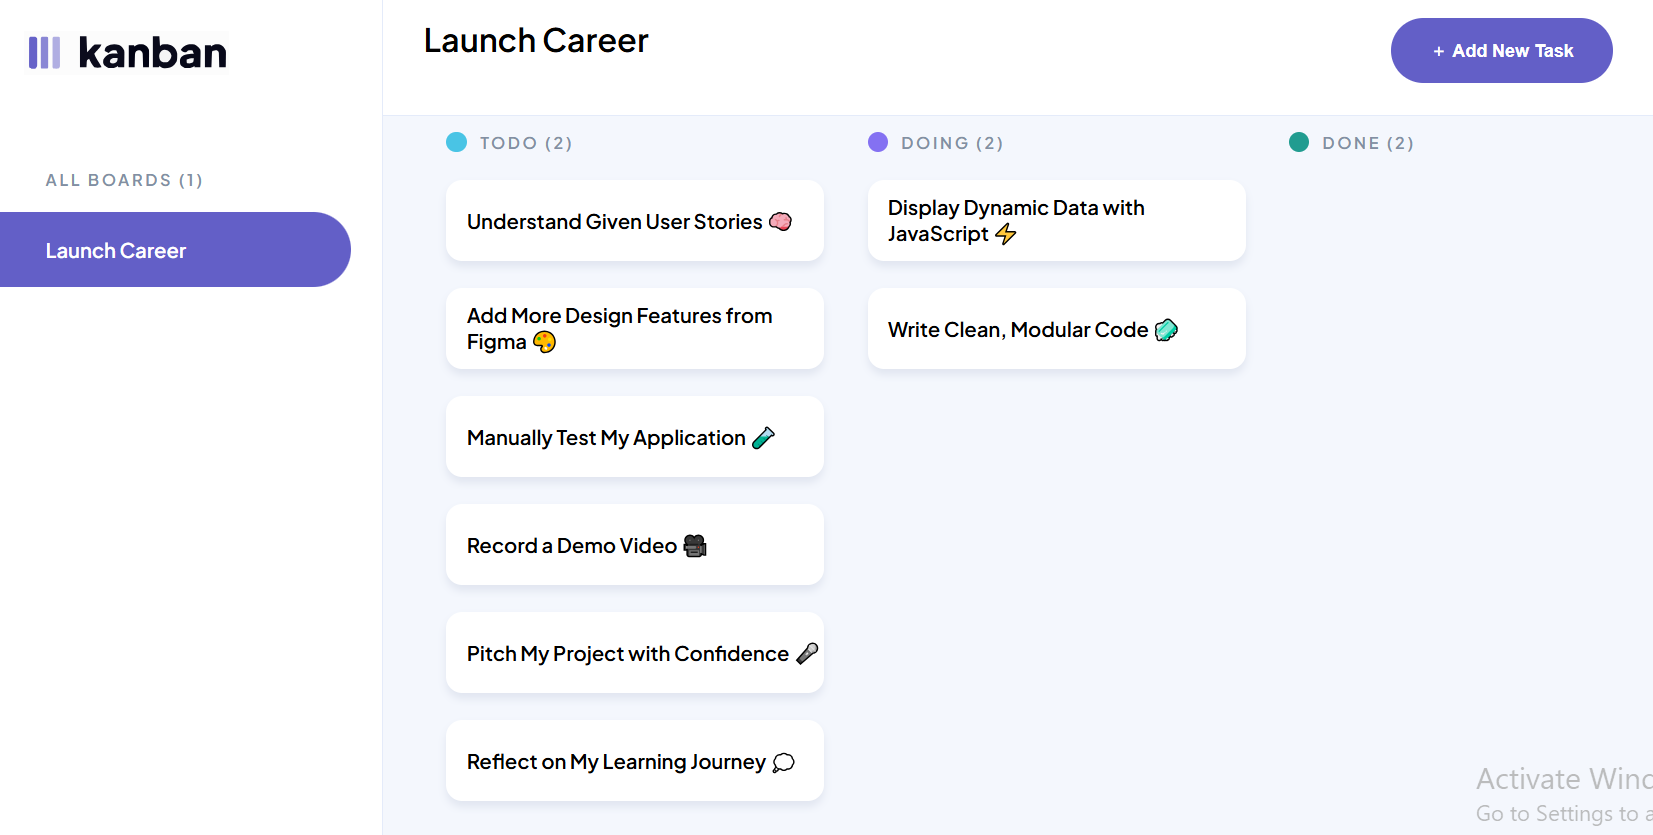 kanban
ALL BOARDS (1)
Launch Career
Launch Career
+ Add New Task
TODO (2)
Understand Given User Stories 🧠
Add More Design Features from
Figma 🎨
Manually Test My Application 🧪
Record a Demo Video 🎥
Pitch My Project with Confidence 🎤
Reflect on My Learning Journey 💭
DOING (2)
Display Dynamic Data with
JavaScript ⚡
Write Clean, Modular Code 🧼
DONE (2)
Activate Wind
Go to Settings to a